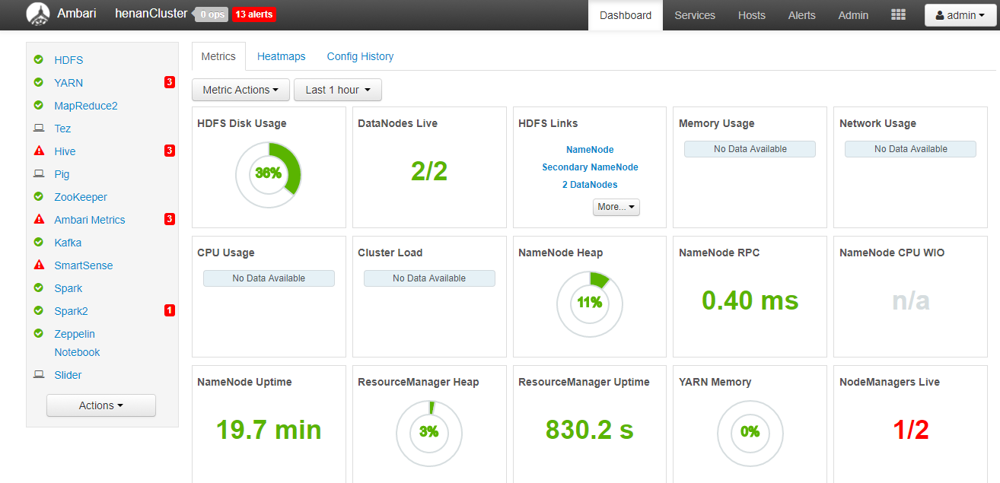 Ambari henanCluster 0 ops 13 alerts Dashboard Services Hosts Alerts Admin admin
HDFS
YARN 3
MapReduce2
Tez
Hive 3
Pig
ZooKeeper
Ambari Metrics 3
Kafka
SmartSense
Spark
Spark2 1
Zeppelin
Notebook
Slider
Actions
Metrics Heatmaps Config History
Metric Actions Last 1 hour
HDFS Disk Usage
36%
DataNodes Live
2/2
HDFS Links
NameNode
Secondary NameNode
2 DataNodes
More...
Memory Usage
No Data Available
Network Usage
No Data Available
CPU Usage
No Data Available
Cluster Load
No Data Available
NameNode Heap
11%
NameNode RPC
0.40 ms
NameNode CPU WIO
n/a
NameNode Uptime
19.7 min
ResourceManager Heap
3%
ResourceManager Uptime
830.2 s
YARN Memory
0%
NodeManagers Live
1/2